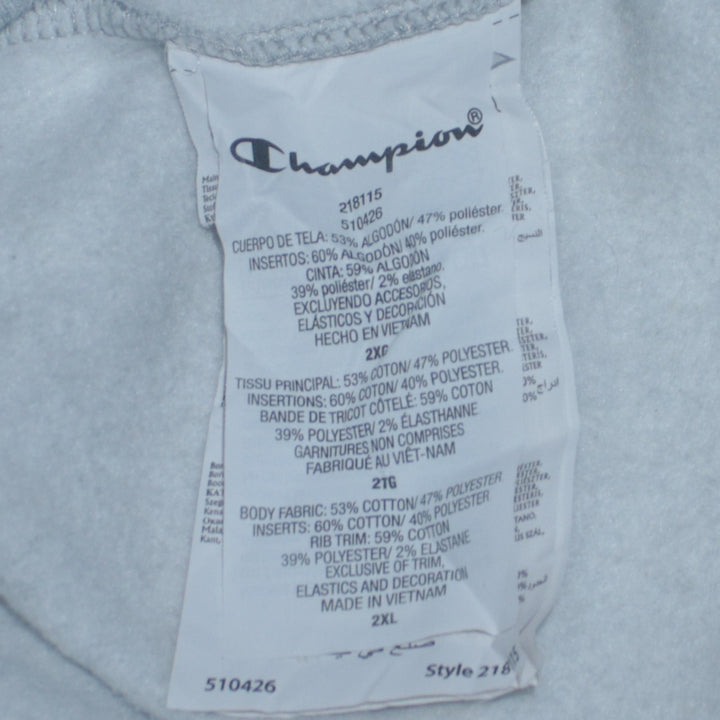 Champion®
218115
510426
CUERPO DE TELA: 53% ALGODÓN/ 47% poliéster.
INSERTOS: 60% ALGODÓN/ 40% poliéster.
CINTA: 59% ALGODÓN
39% poliéster/ 2% elastano.
EXCLUYENDO ACCESORIOS,
ELÁSTICOS Y DECORACIÓN
HECHO EN VIETNAM
2XG
TISSU PRINCIPAL: 53% COTON/ 47% POLYESTER.
INSERTIONS: 60% COTON/ 40% POLYESTER.
BANDE DE TRICOT CÔTELÉ: 59% COTON
39% POLYESTER/ 2% ÉLASTHANNE
GARNITURES NON COMPRISES
FABRIQUÉ AU VIÊT-NAM
2TG
BODY FABRIC: 53% COTTON/ 47% POLYESTER
INSERTS: 60% COTTON/ 40% POLYESTER
RIB TRIM: 59% COTTON
39% POLYESTER/ 2% ELASTANE
EXCLUSIVE OF TRIM,
ELASTICS AND DECORATION
MADE IN VIETNAM
2XL
510426
Style 218115